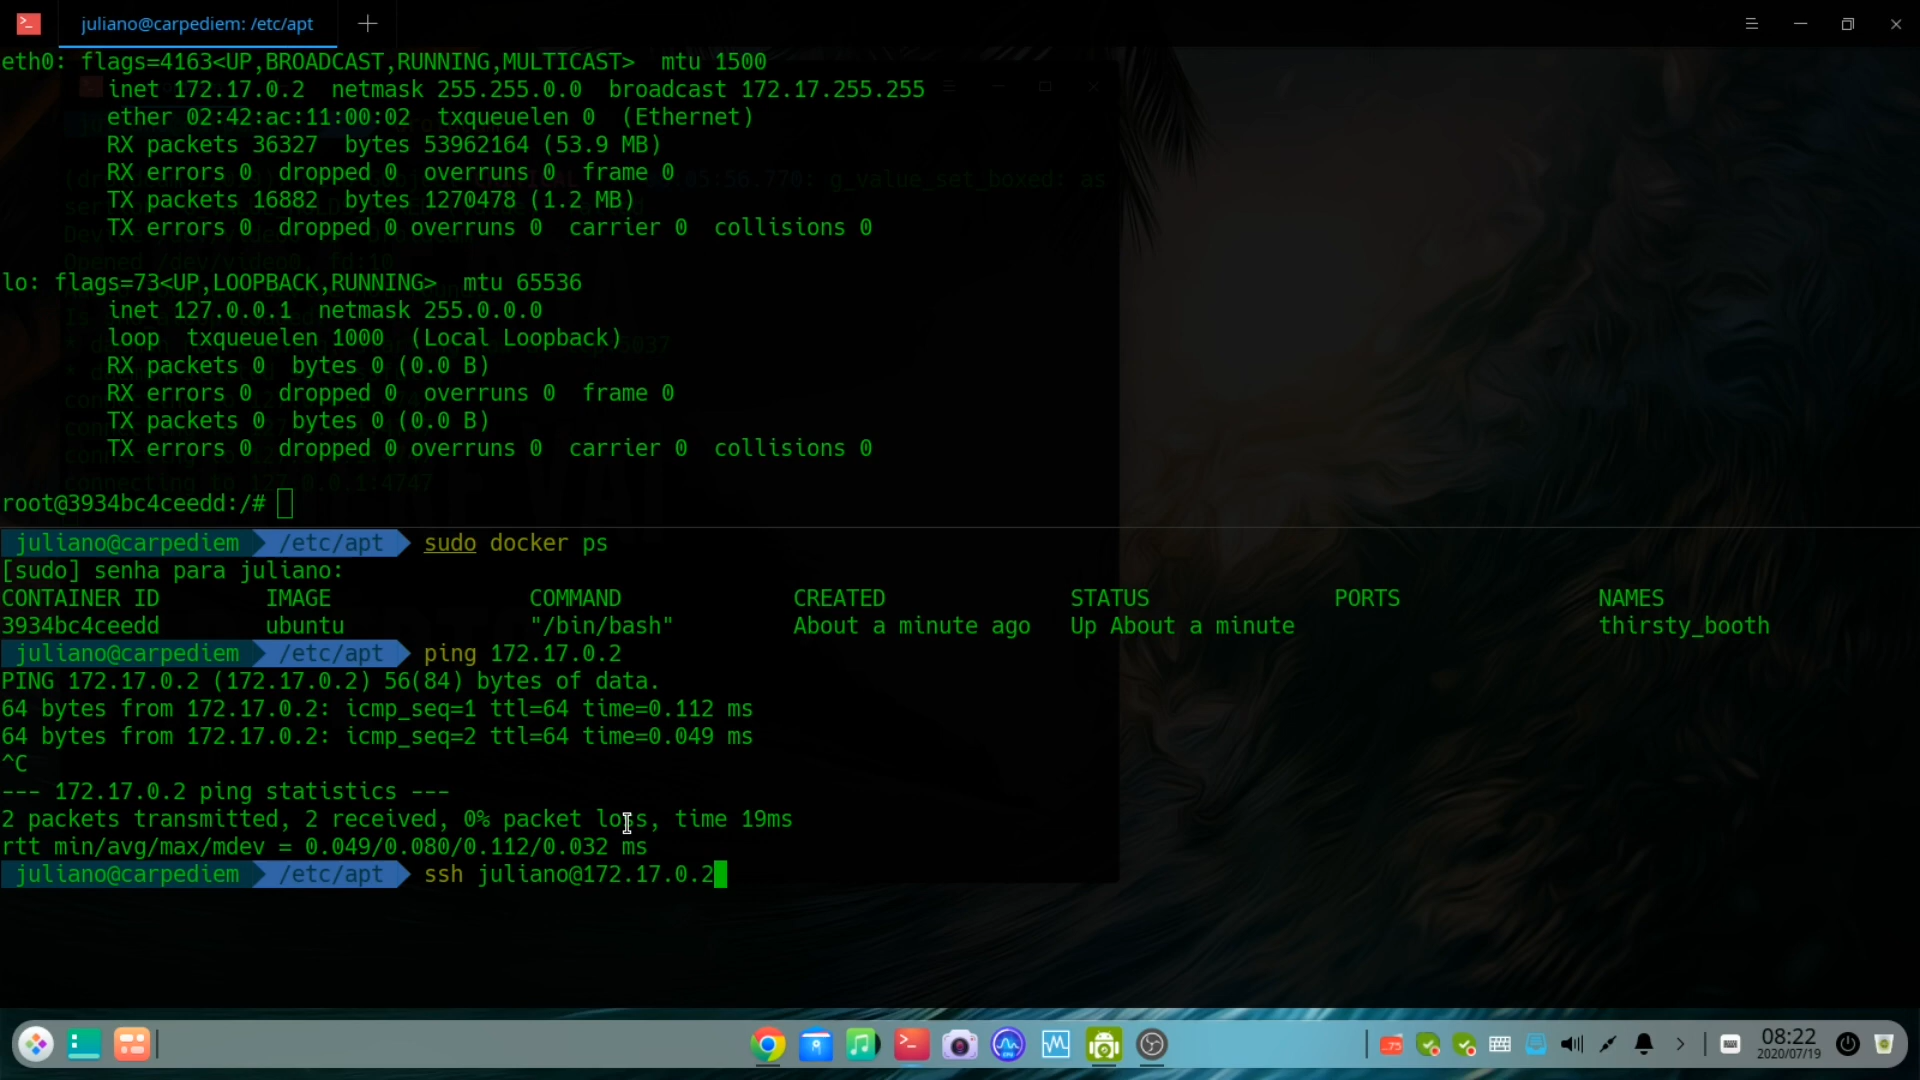 juliano@carpediem: /etc/apt
eth0: flags=4163<UP,BROADCAST,RUNNING,MULTICAST>  mtu 1500
        inet 172.17.0.2  netmask 255.255.0.0  broadcast 172.17.255.255
        ether 02:42:ac:11:00:02  txqueuelen 0  (Ethernet)
        RX packets 36327  bytes 53962164 (53.9 MB)
        RX errors 0  dropped 0  overruns 0  frame 0
        TX packets 16882  bytes 1270478 (1.2 MB)
        TX errors 0  dropped 0 overruns 0  carrier 0  collisions 0
lo: flags=73<UP,LOOPBACK,RUNNING>  mtu 65536
        inet 127.0.0.1  netmask 255.0.0.0
        loop  txqueuelen 1000  (Local Loopback)
        RX packets 0  bytes 0 (0.0 B)
        RX errors 0  dropped 0  overruns 0  frame 0
        TX packets 0  bytes 0 (0.0 B)
        TX errors 0  dropped 0 overruns 0  carrier 0  collisions 0
root@3934bc4ceedd:/#
juliano@carpediem /etc/apt sudo docker ps
[sudo] senha para juliano:
CONTAINER ID        IMAGE               COMMAND             CREATED              STATUS              PORTS               NAMES
3934bc4ceedd        ubuntu              "/bin/bash"         About a minute ago   Up About a minute                       thirsty_booth
juliano@carpediem /etc/apt ping 172.17.0.2
PING 172.17.0.2 (172.17.0.2) 56(84) bytes of data.
64 bytes from 172.17.0.2: icmp_seq=1 ttl=64 time=0.112 ms
64 bytes from 172.17.0.2: icmp_seq=2 ttl=64 time=0.049 ms
^C
--- 172.17.0.2 ping statistics ---
2 packets transmitted, 2 received, 0% packet loss, time 19ms
rtt min/avg/max/mdev = 0.049/0.080/0.112/0.032 ms
juliano@carpediem /etc/apt ssh juliano@172.17.0.2
08:22
2020/07/19